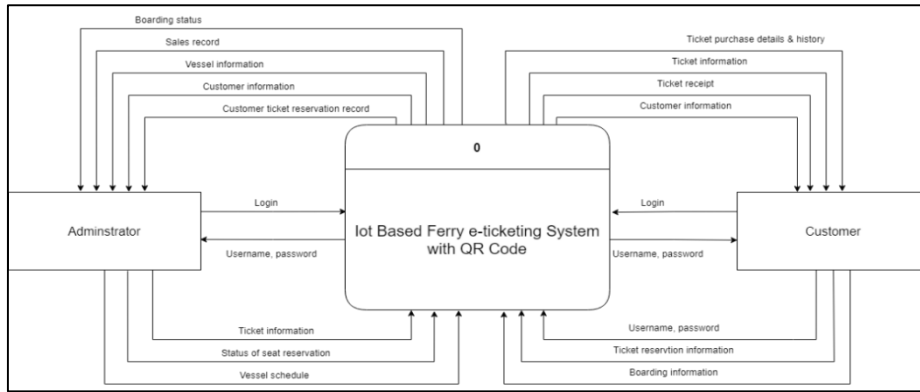 Boarding status
Sales record
Vessel information
Customer information
Customer ticket reservation record
Ticket purchase details & history
Ticket information
Ticket receipt
Customer information
0
Iot Based Ferry e-ticketing System
with QR Code
Adminstrator
Login
Username, password
Login
Username, password
Customer
Ticket information
Status of seat reservation
Vessel schedule
Username, password
Ticket reservtion information
Boarding information